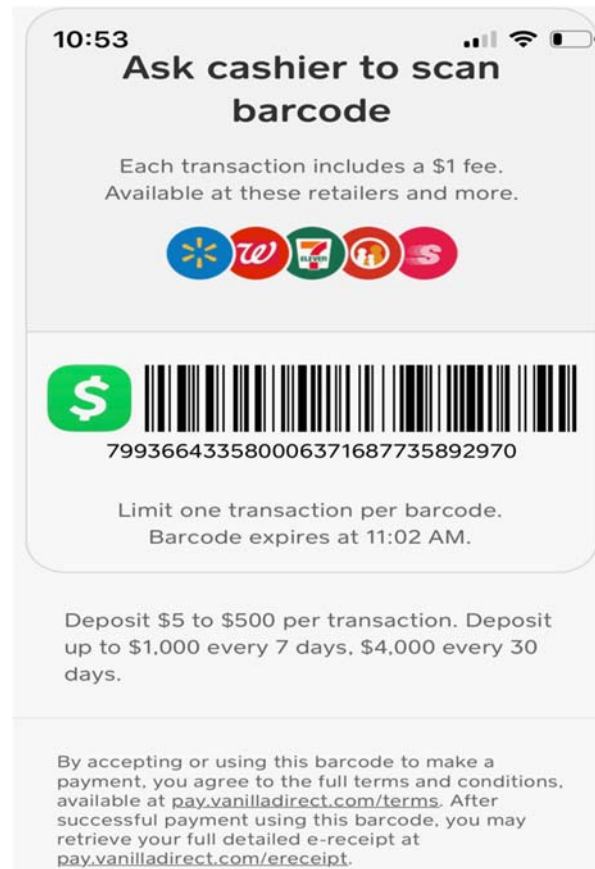 10:53
Ask cashier to scan
barcode
Each transaction includes a $1 fee.
Available at these retailers and more.
W
7
ELEVEN
S
$
79936643358000637168773589297​0
Limit one transaction per barcode.
Barcode expires at 11:02 AM.
Deposit $5 to $500 per transaction. Deposit
up to $1,000 every 7 days, $4,000 every 30
days.
By accepting or using this barcode to make a
payment, you agree to the full terms and conditions,
available at pay.vanilladirect.com/terms. After
successful payment using this barcode, you may
retrieve your full detailed e-receipt at
pay.vanilladirect.com/ereceipt.